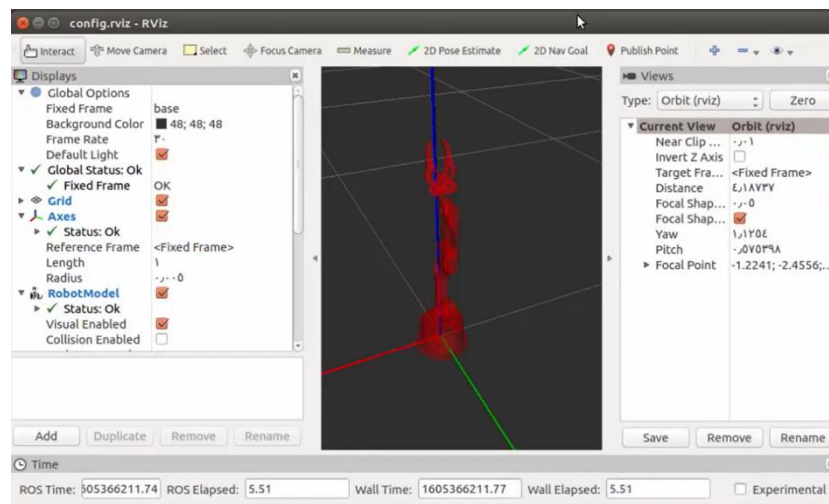 config.rviz - RViz
Interact Move Camera Select Focus Camera Measure 2D Pose Estimate 2D Nav Goal Publish Point
Displays
Global Options
Fixed Frame base
Background Color 48; 48; 48
Frame Rate ۳۰
Default Light
Global Status: Ok
Fixed Frame OK
Grid
Axes
Status: Ok
Reference Frame <Fixed Frame>
Length ١
Radius ٠٫٠٠٥
RobotModel
Status: Ok
Visual Enabled
Collision Enabled
Add Duplicate Remove Rename
Views
Type: Orbit (rviz) Zero
Current View Orbit (rviz)
Near Clip ... ٠٫٠١
Invert Z Axis
Target Fra... <Fixed Frame>
Distance ٤٫١٨٧٣٧
Focal Shap... ٠٫٠٥
Focal Shap...
Yaw ١٫١٢٥٤
Pitch ٠٫٥٧٥٣٩٨
Focal Point -1.2241; -2.4556;..
Save Remove Rename
Time
ROS Time: 605366211.74 ROS Elapsed: 5.51 Wall Time: 1605366211.77 Wall Elapsed: 5.51 Experimental